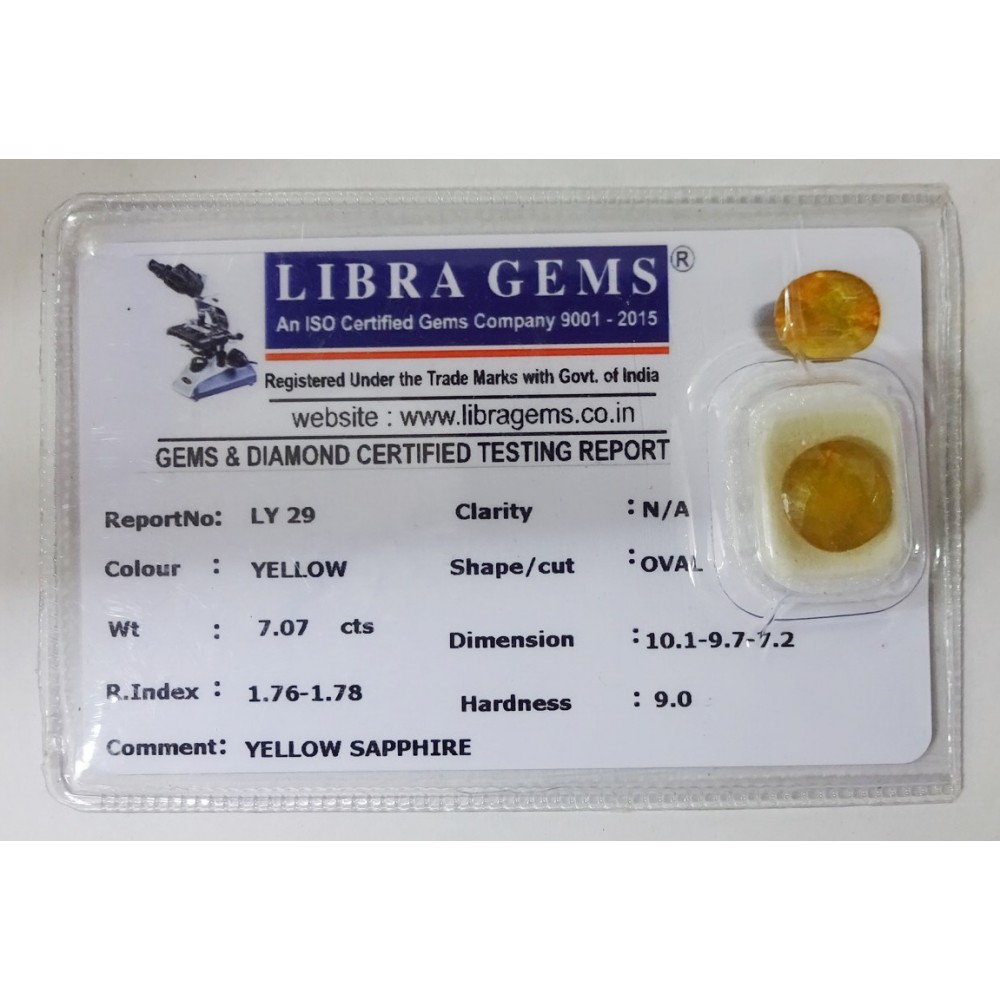 LIBRA GEMS ®
An ISO Certified Gems Company 9001 - 2015
Registered Under the Trade Marks with Govt. of India
website : www.libragems.co.in
GEMS & DIAMOND CERTIFIED TESTING REPORT
ReportNo: LY 29 Clarity : N/A
Colour : YELLOW Shape/cut : OVAL
Wt : 7.07 cts Dimension : 10.1-9.7-7.2
R.Index : 1.76-1.78 Hardness : 9.0
Comment: YELLOW SAPPHIRE